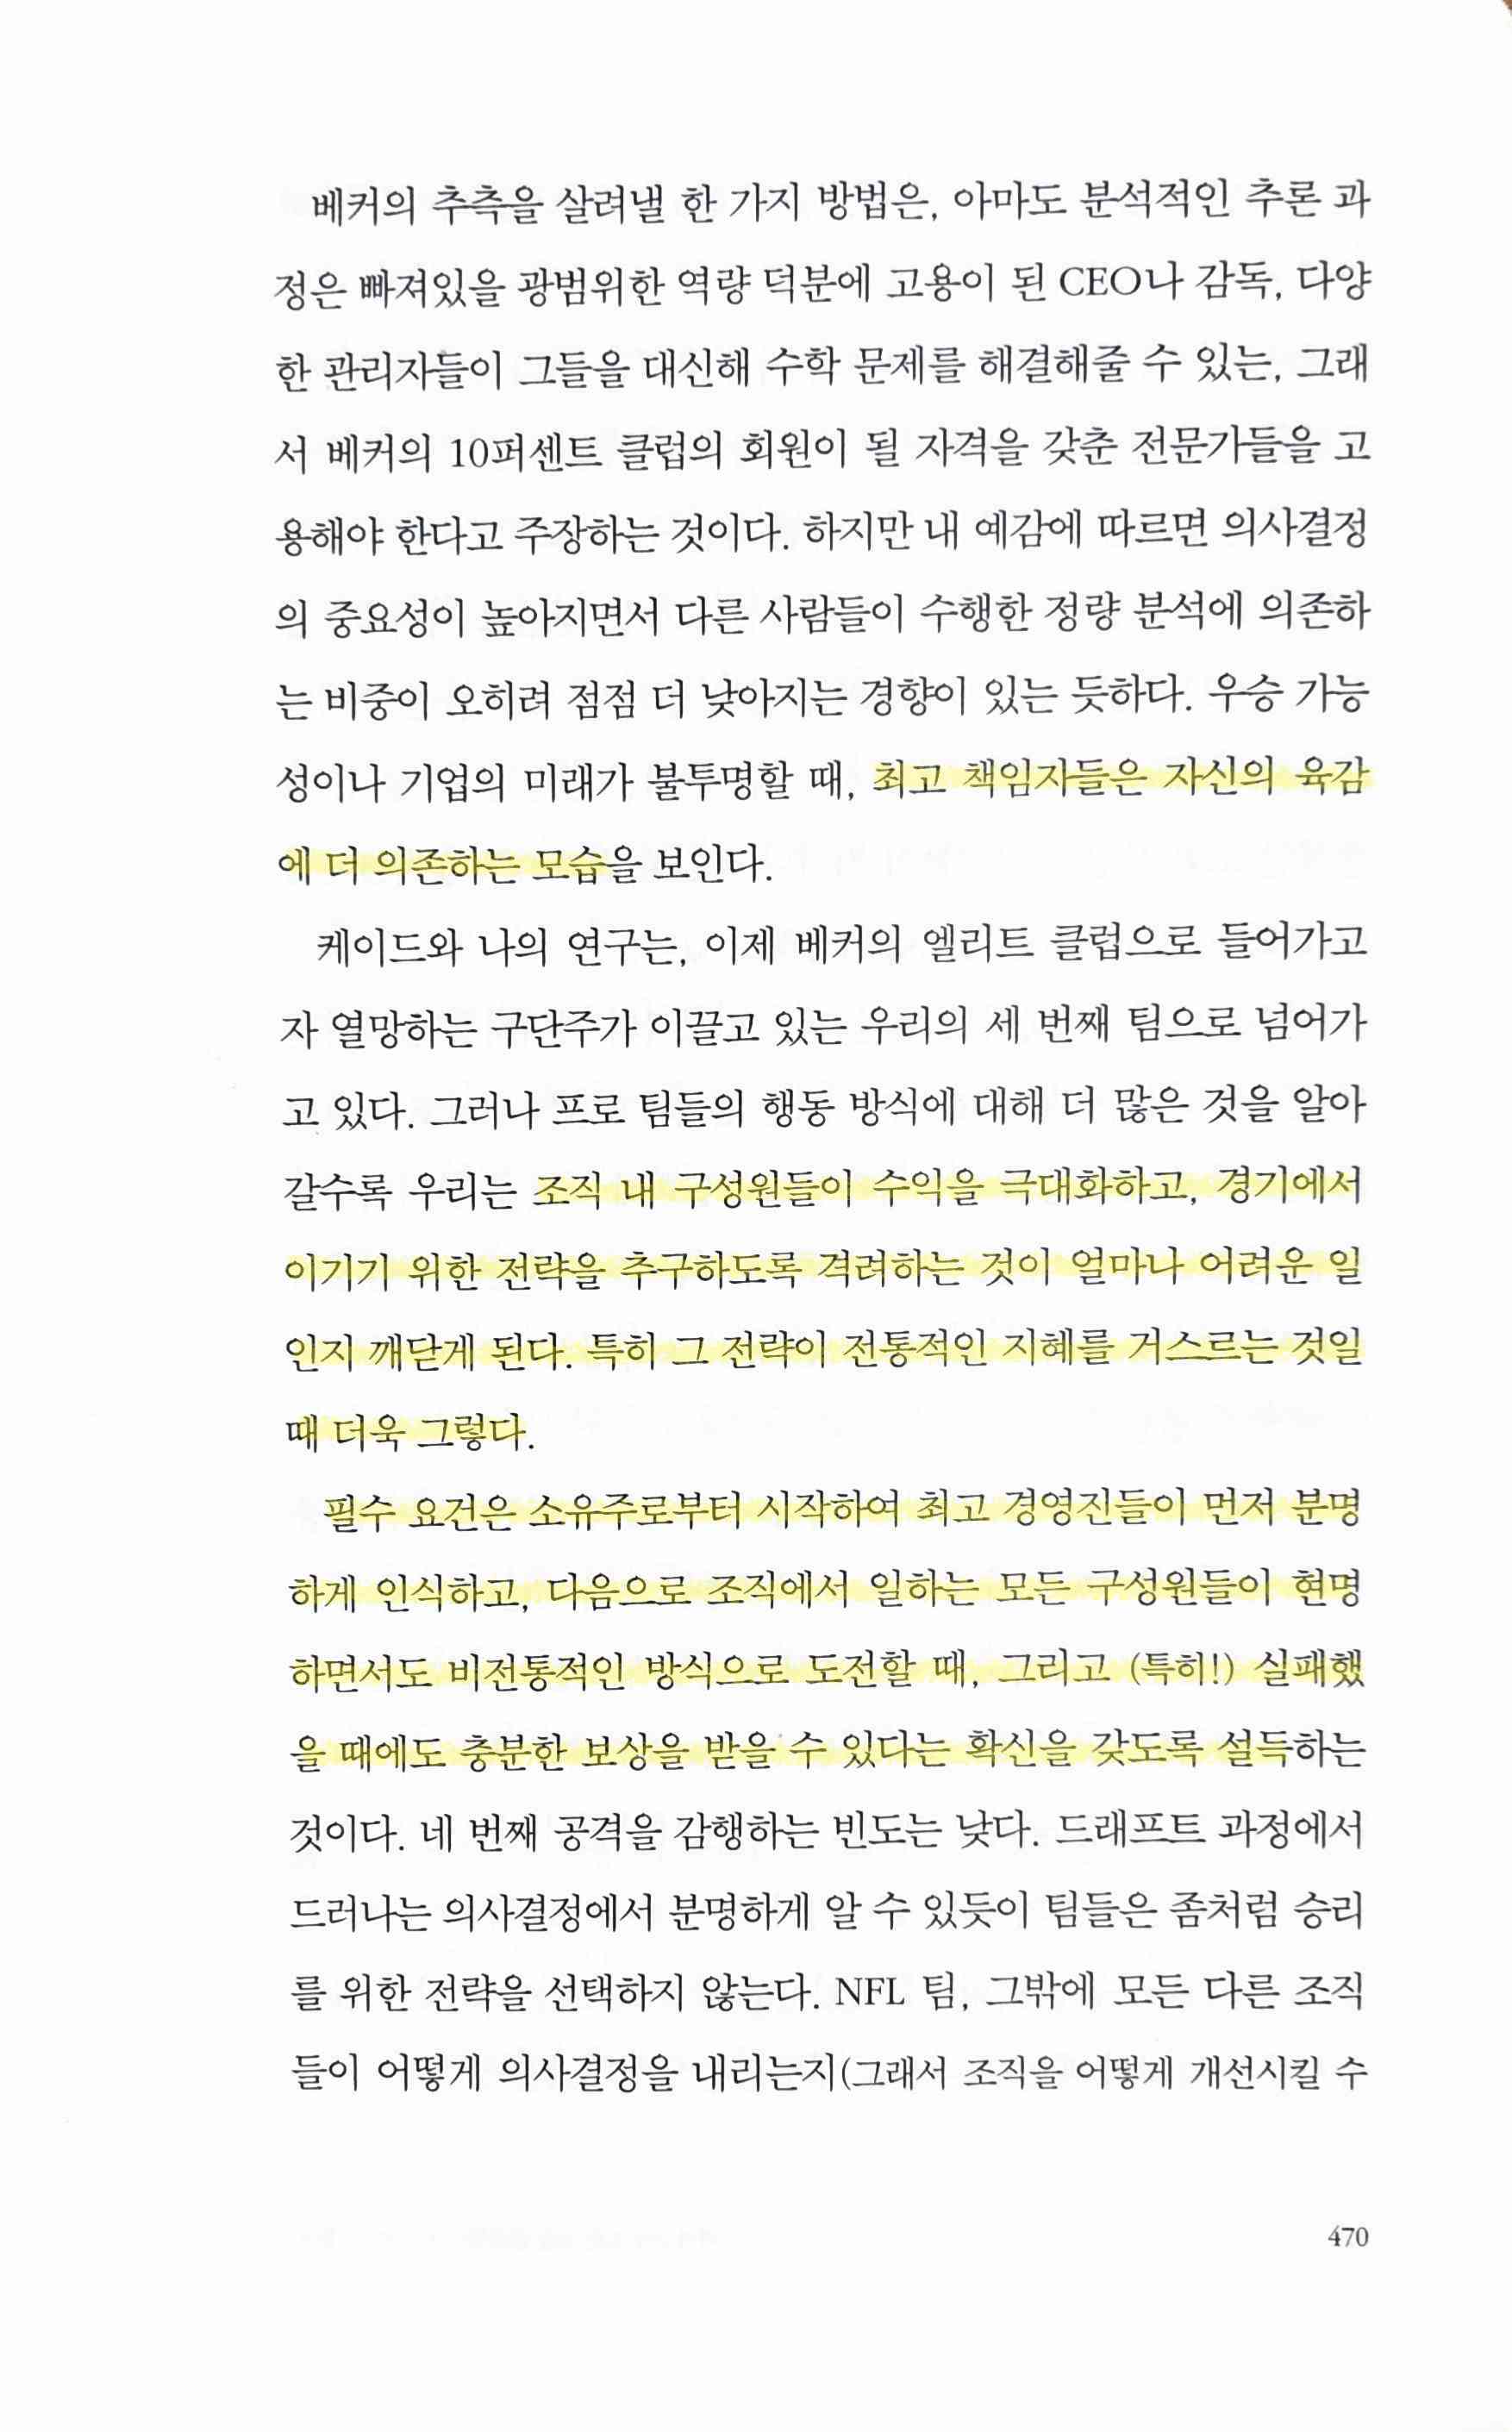 베커의 추측을 살려낼 한 가지 방법은, 아마도 분석적인 추론 과
정은 빠져있을 광범위한 역량 덕분에 고용이 된 CEO나 감독, 다양
한 관리자들이 그들을 대신해 수학 문제를 해결해줄 수 있는, 그래
서 베커의 10퍼센트 클럽의 회원이 될 자격을 갖춘 전문가들을 고
용해야 한다고 주장하는 것이다. 하지만 내 예감에 따르면 의사결정
의 중요성이 높아지면서 다른 사람들이 수행한 정량 분석에 의존하
는 비중이 오히려 점점 더 낮아지는 경향이 있는 듯하다. 우승 가능
성이나 기업의 미래가 불투명할 때, 최고 책임자들은 자신의 육감
에 더 의존하는 모습을 보인다.
케이드와 나의 연구는, 이제 베커의 엘리트 클럽으로 들어가고
자 열망하는 구단주가 이끌고 있는 우리의 세 번째 팀으로 넘어가
고 있다. 그러나 프로 팀들의 행동 방식에 대해 더 많은 것을 알아
갈수록 우리는 조직 내 구성원들이 수익을 극대화하고, 경기에서
이기기 위한 전략을 추구하도록 격려하는 것이 얼마나 어려운 일
인지 깨닫게 된다. 특히 그 전략이 전통적인 지혜를 거스르는 것일
때 더욱 그렇다.
필수 요건은 소유주로부터 시작하여 최고 경영진들이 먼저 분명
하게 인식하고, 다음으로 조직에서 일하는 모든 구성원들이 현명
하면서도 비전통적인 방식으로 도전할 때, 그리고 (특히!) 실패했
을 때에도 충분한 보상을 받을 수 있다는 확신을 갖도록 설득하는
것이다. 네 번째 공격을 감행하는 빈도는 낮다. 드래프트 과정에서
드러나는 의사결정에서 분명하게 알 수 있듯이 팀들은 좀처럼 승리
를 위한 전략을 선택하지 않는다. NFL 팀, 그밖에 모든 다른 조직
들이 어떻게 의사결정을 내리는지(그래서 조직을 어떻게 개선시킬 수
470